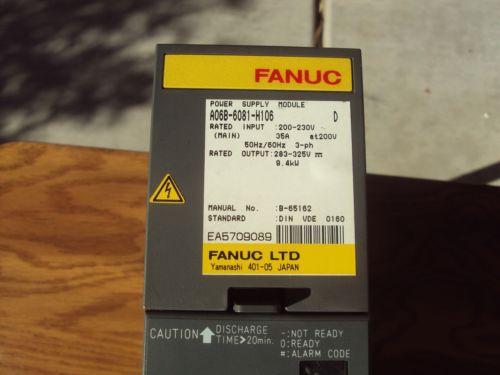 FANUC
POWER SUPPLY MODULE
A06B-6081-H106 D
RATED INPUT :200-230V ~
(MAIN) 35A at200V
50Hz/60Hz 3-ph
RATED OUTPUT:283-325V ⎓
9.4kW
MANUAL No. :B-65162
STANDARD :DIN VDE 0160
EA5709089
FANUC LTD
Yamanashi 401-05 JAPAN
CAUTION DISCHARGE TIME>20min.
-:NOT READY
0:READY
#:ALARM CODE